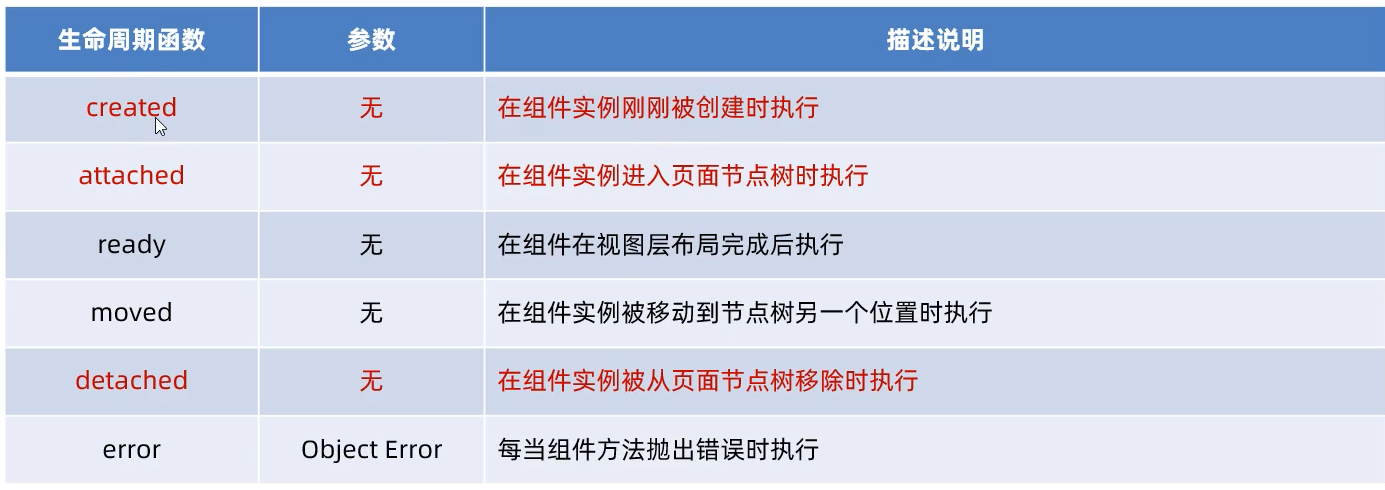 生命周期函数 参数 描述说明
created 无 在组件实例刚刚被创建时执行
attached 无 在组件实例进入页面节点树时执行
ready 无 在组件在视图层布局完成后执行
moved 无 在组件实例被移动到节点树另一个位置时执行
detached 无 在组件实例被从页面节点树移除时执行
error Object Error 每当组件方法抛出错误时执行